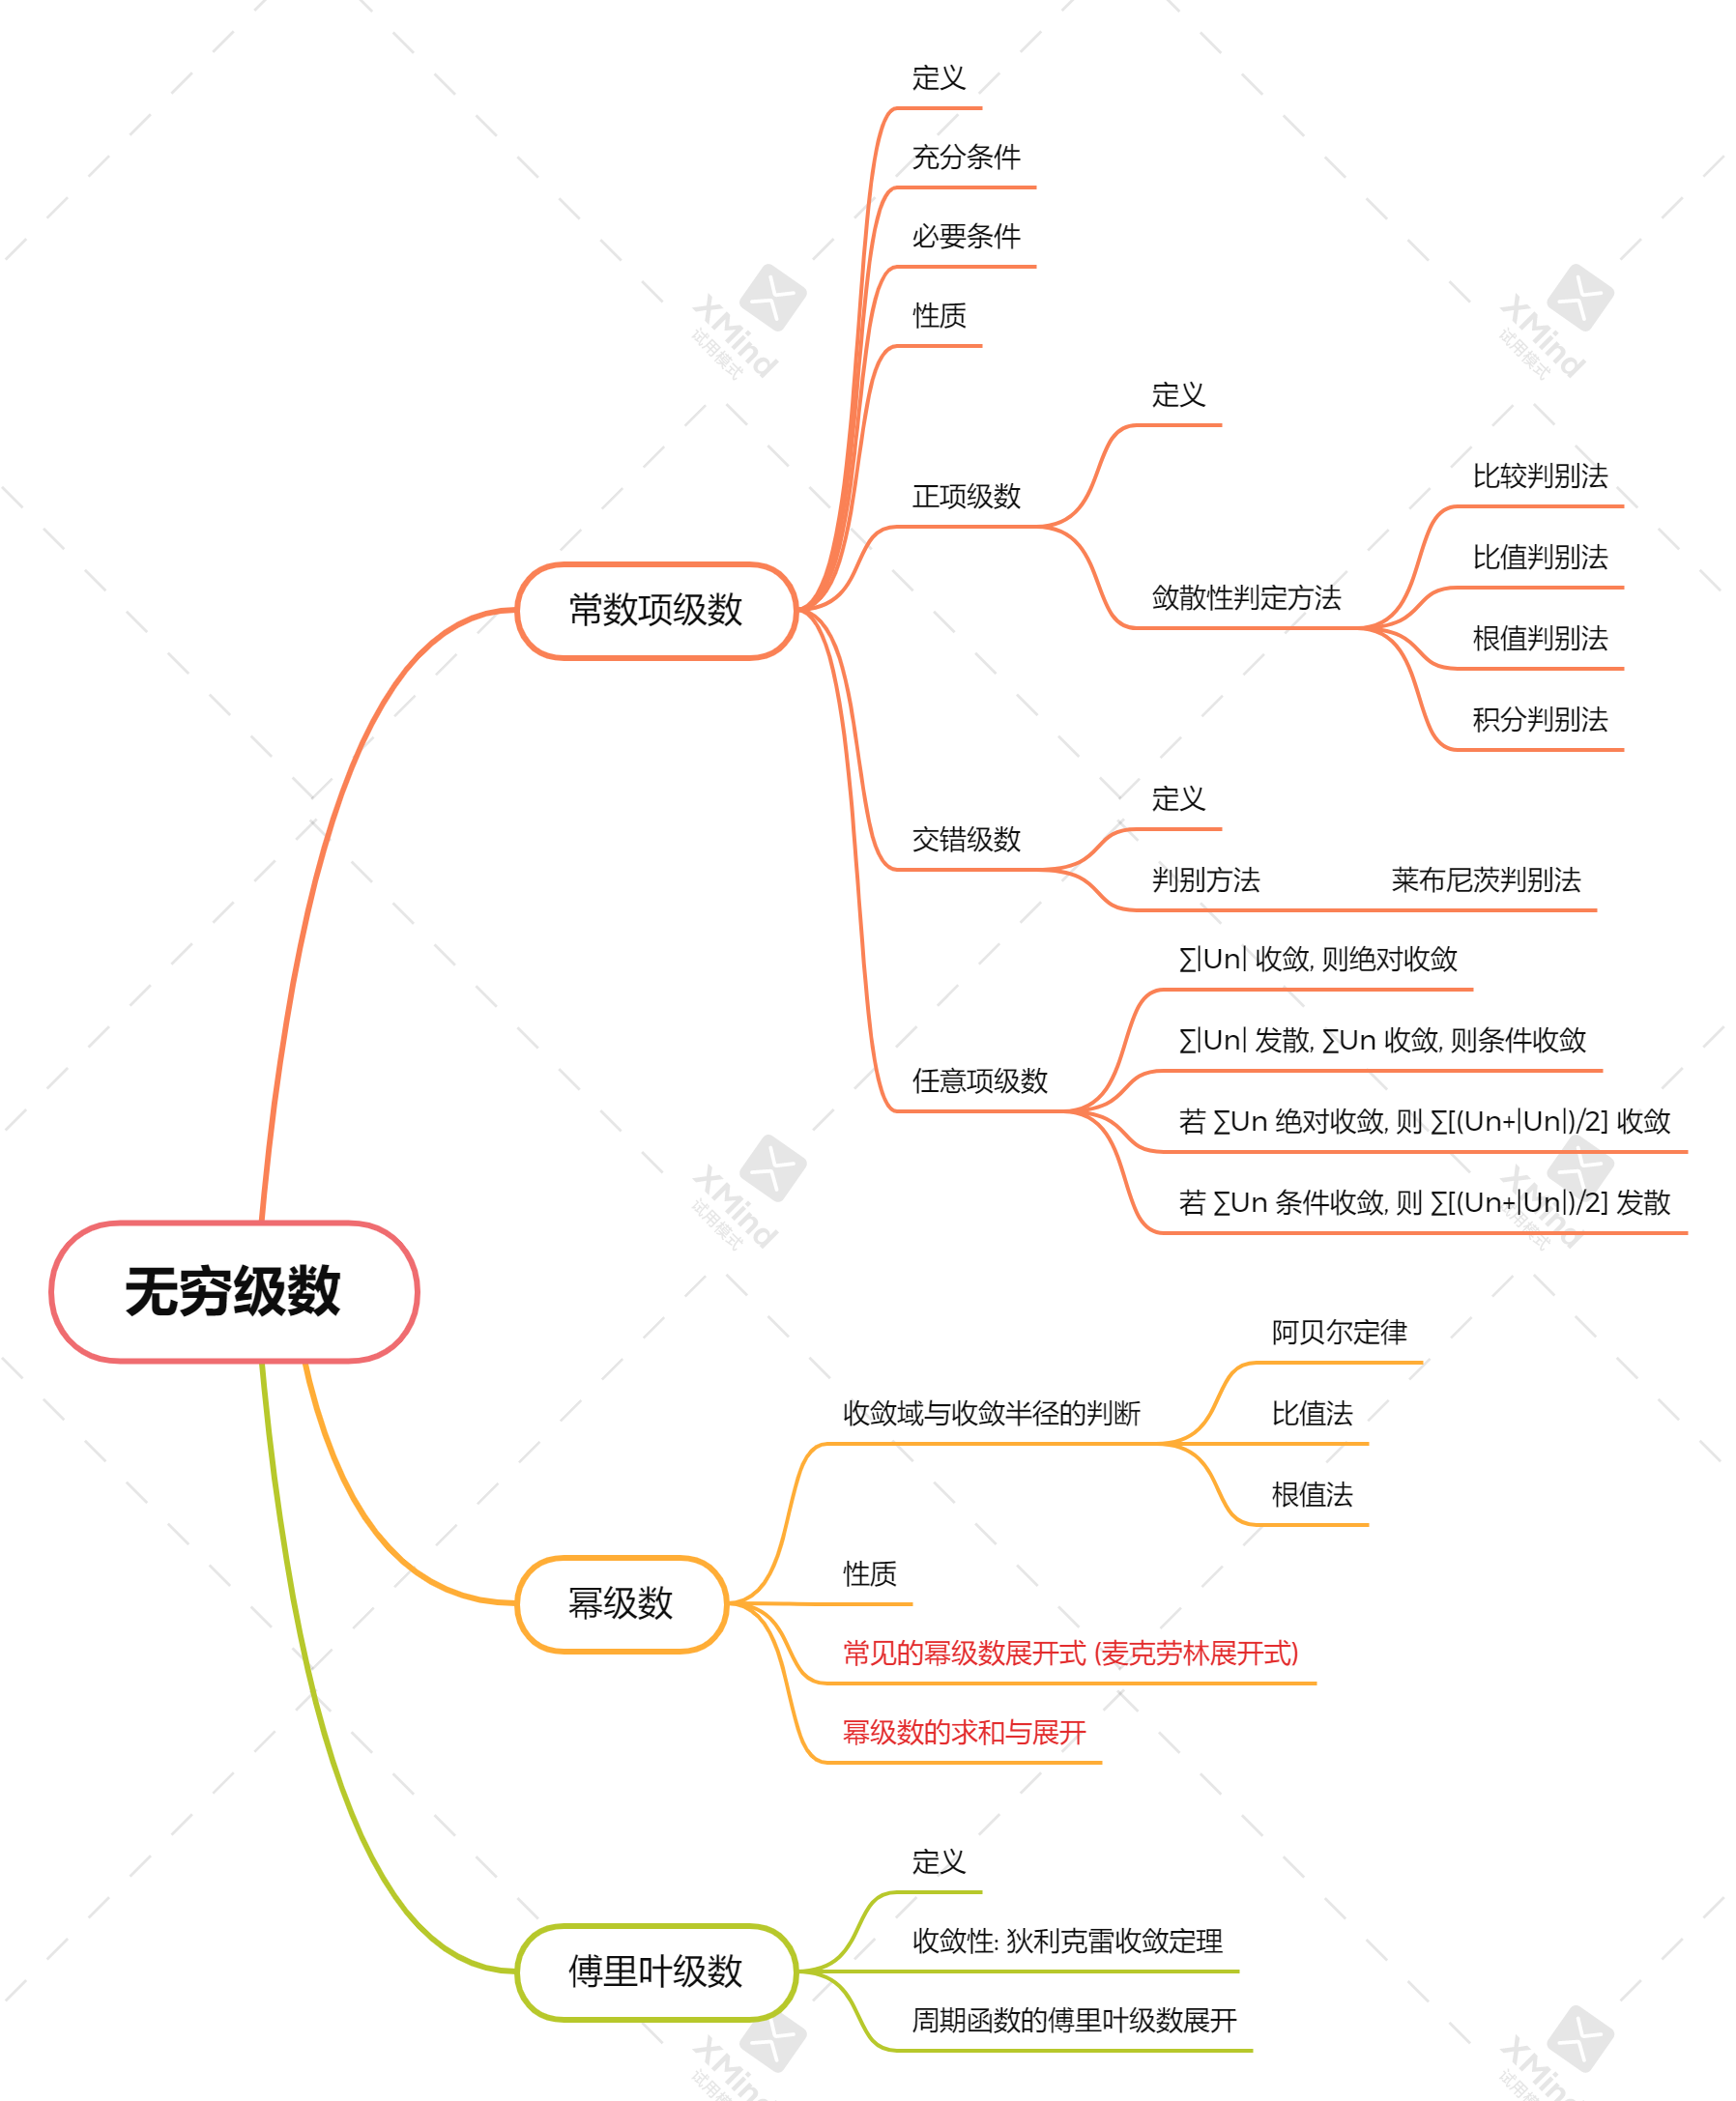 无穷级数
常数项级数
定义
充分条件
必要条件
性质
正项级数
定义
敛散性判定方法
比较判别法
比值判别法
根值判别法
积分判别法
交错级数
定义
判别方法
莱布尼茨判别法
任意项级数
∑|Un| 收敛, 则绝对收敛
∑|Un| 发散, ∑Un 收敛, 则条件收敛
若 ∑Un 绝对收敛, 则 ∑[(Un+|Un|)/2] 收敛
若 ∑Un 条件收敛, 则 ∑[(Un+|Un|)/2] 发散
幂级数
收敛域与收敛半径的判断
阿贝尔定律
比值法
根值法
性质
常见的幂级数展开式 (麦克劳林展开式)
幂级数的求和与展开
傅里叶级数
定义
收敛性: 狄利克雷收敛定理
周期函数的傅里叶级数展开
XMind
试用模式
XMind
试用模式
XMind
试用模式
XMind
试用模式
XMind
试用模式
XMind
试用模式